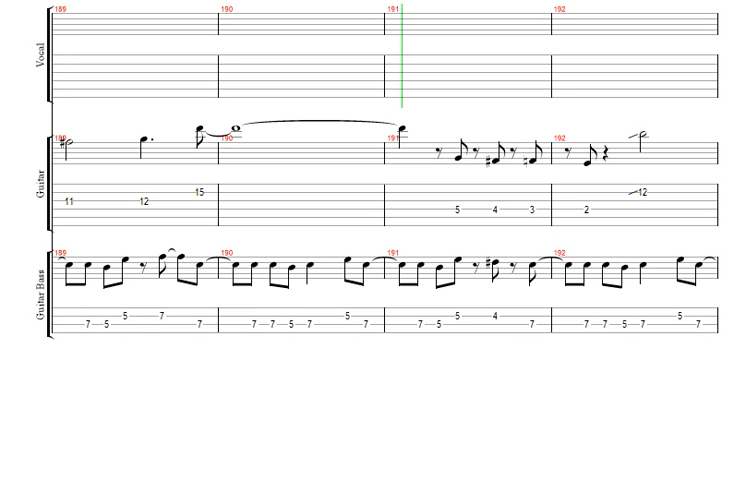 189 190 191 192
Vocal
189 190 192
Guitar
15 12
11 12
5 4 3 2
189 190 191 192
Guitar Bass
5 7 5 5 4 5
7 5 7 7 7 5 7 7 7 5 7 7 7 5 7 7